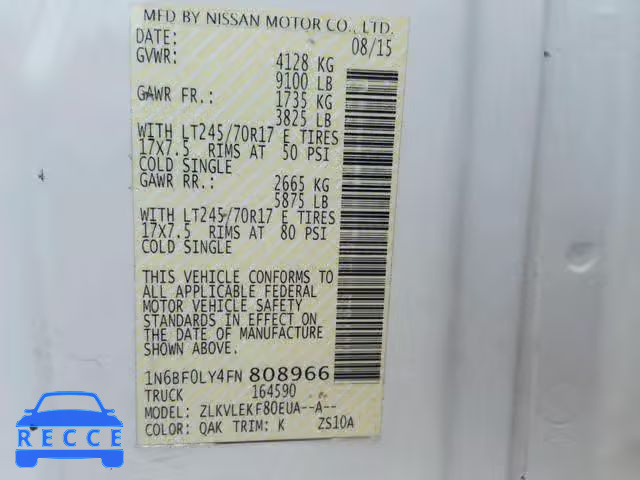 MFD BY NISSAN MOTOR CO., LTD.
DATE: 08/15
GVWR: 4128 KG
9100 LB
GAWR FR.: 1735 KG
3825 LB
WITH LT245/70R17 E TIRES
17X7.5 RIMS AT 50 PSI
COLD SINGLE
GAWR RR.: 2665 KG
5875 LB
WITH LT245/70R17 E TIRES
17X7.5 RIMS AT 80 PSI
COLD SINGLE
THIS VEHICLE CONFORMS TO
ALL APPLICABLE FEDERAL
MOTOR VEHICLE SAFETY
STANDARDS IN EFFECT ON
THE DATE OF MANUFACTURE
SHOWN ABOVE.
1N6BF0LY4FN 808966
TRUCK 164590
MODEL: ZLKVLEKF80EUA--A--
COLOR: QAK TRIM: K ZS10A
RECCE